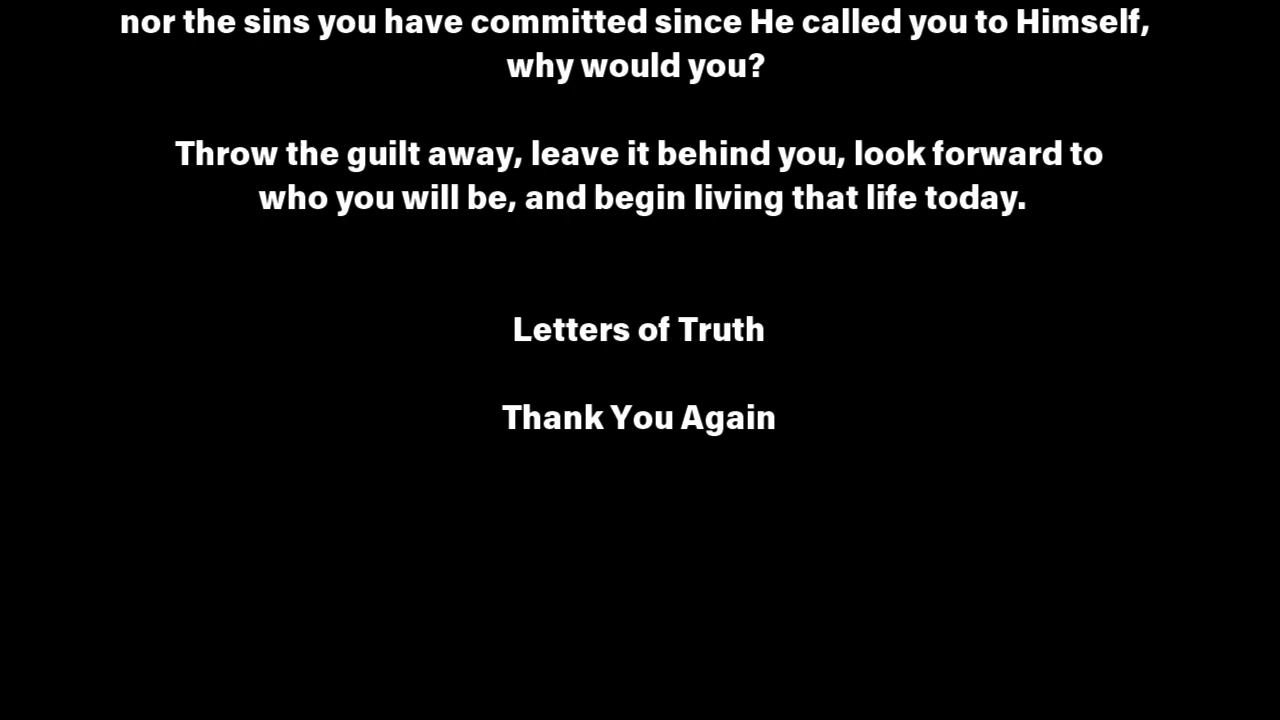 nor the sins you have committed since He called you to Himself,
why would you?
Throw the guilt away, leave it behind you, look forward to
who you will be, and begin living that life today.
Letters of Truth
Thank You Again